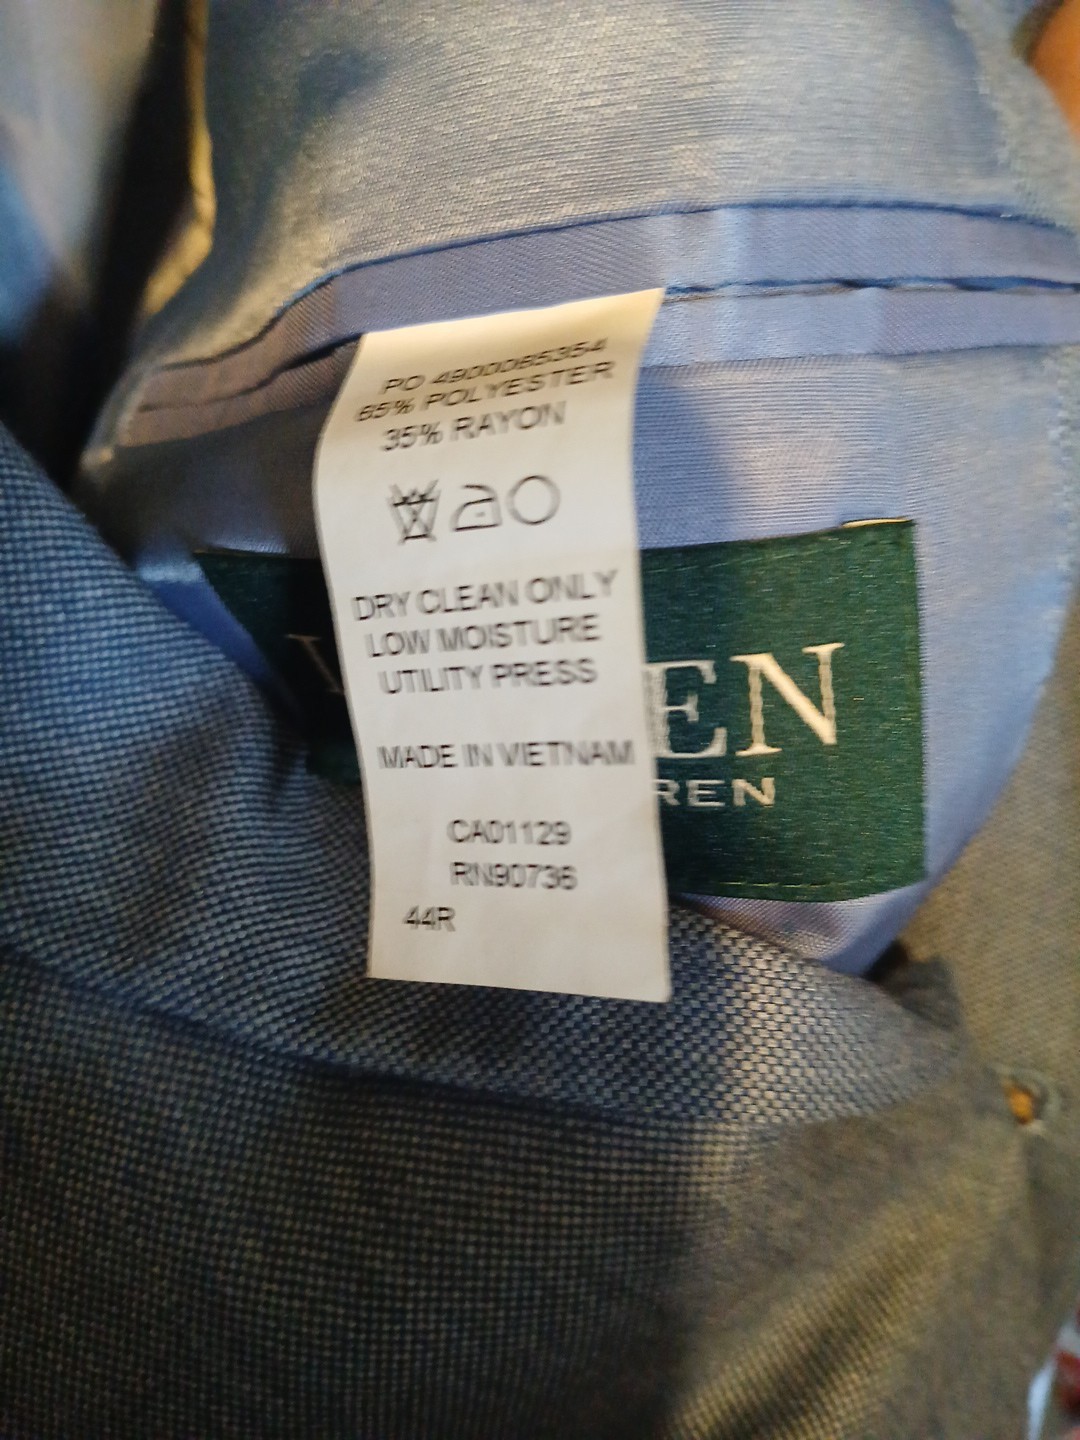 PO 4900085354
65% POLYESTER
35% RAYON
DRY CLEAN ONLY
LOW MOISTURE
UTILITY PRESS
MADE IN VIETNAM
CA01129
RN90736
44R
EN
REN